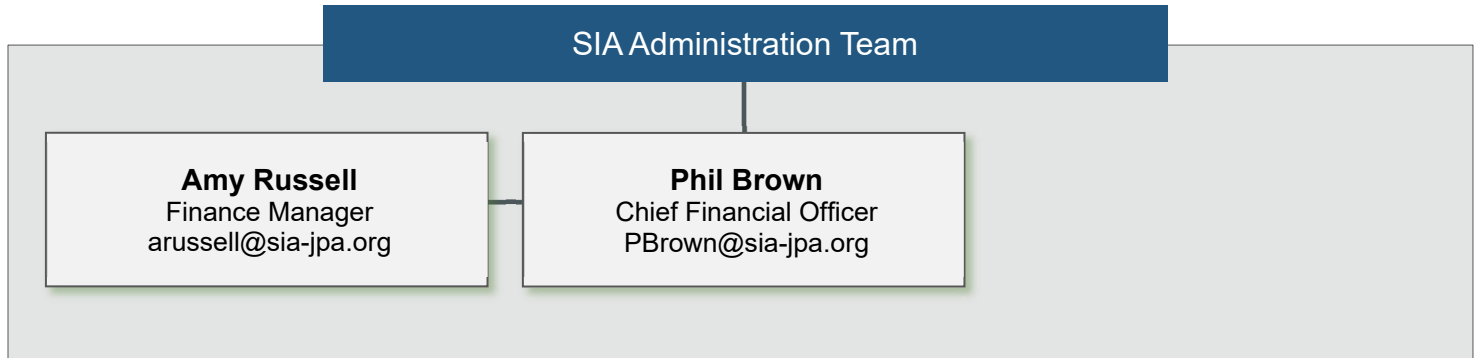 SIA Administration Team
Amy Russell
Finance Manager
arussell@sia-jpa.org
Phil Brown
Chief Financial Officer
PBrown@sia-jpa.org